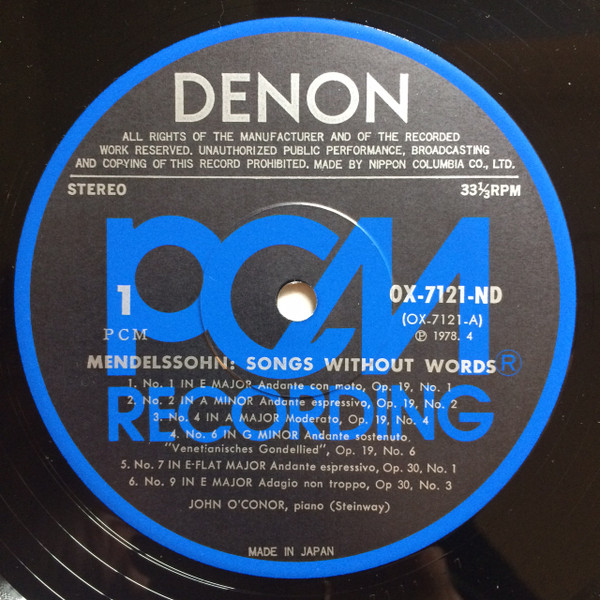 DENON
ALL RIGHTS OF THE MANUFACTURER AND OF THE RECORDED
WORK RESERVED. UNAUTHORIZED PUBLIC PERFORMANCE, BROADCASTING
AND COPYING OF THIS RECORD PROHIBITED. MADE BY NIPPON COLUMBIA CO., LTD.
STEREO 33⅓RPM
PCM
RECORDING®
1 OX-7121-ND
(OX-7121-A)
PCM ℗ 1978. 4
MENDELSSOHN: SONGS WITHOUT WORDS
1. No. 1 IN E MAJOR Andante con moto, Op. 19, No. 1
2. No. 2 IN A MINOR Andante espressivo, Op. 19, No. 2
3. No. 4 IN A MAJOR Moderato, Op. 19, No. 4
4. No. 6 IN G MINOR Andante sostenuto,
"Venetianisches Gondellied", Op. 19, No. 6
5. No. 7 IN E-FLAT MAJOR Andante espressivo, Op. 30, No. 1
6. No. 9 IN E MAJOR Adagio non troppo, Op 30, No. 3
JOHN O'CONOR, piano (Steinway)
MADE IN JAPAN